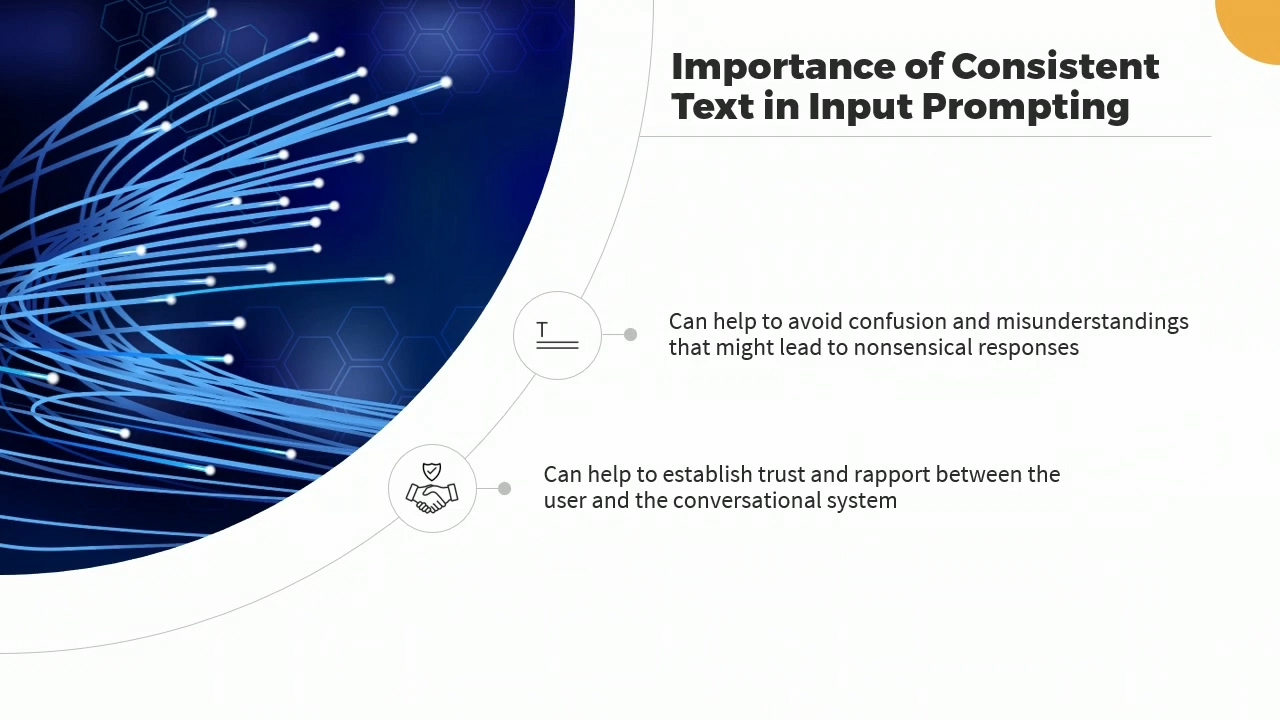 Importance of Consistent
Text in Input Prompting
T
Can help to avoid confusion and misunderstandings
that might lead to nonsensical responses
Can help to establish trust and rapport between the
user and the conversational system